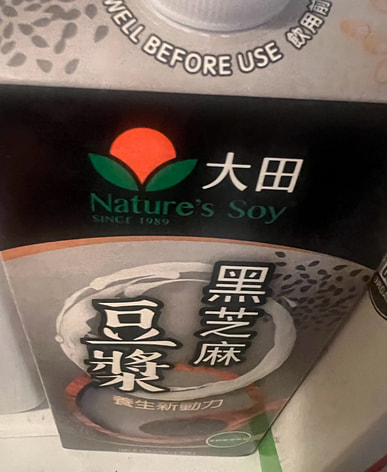 WELL BEFORE USE 飲用前
大田
Nature's Soy
SINCE 1989
黑芝麻
豆漿
養生新動力